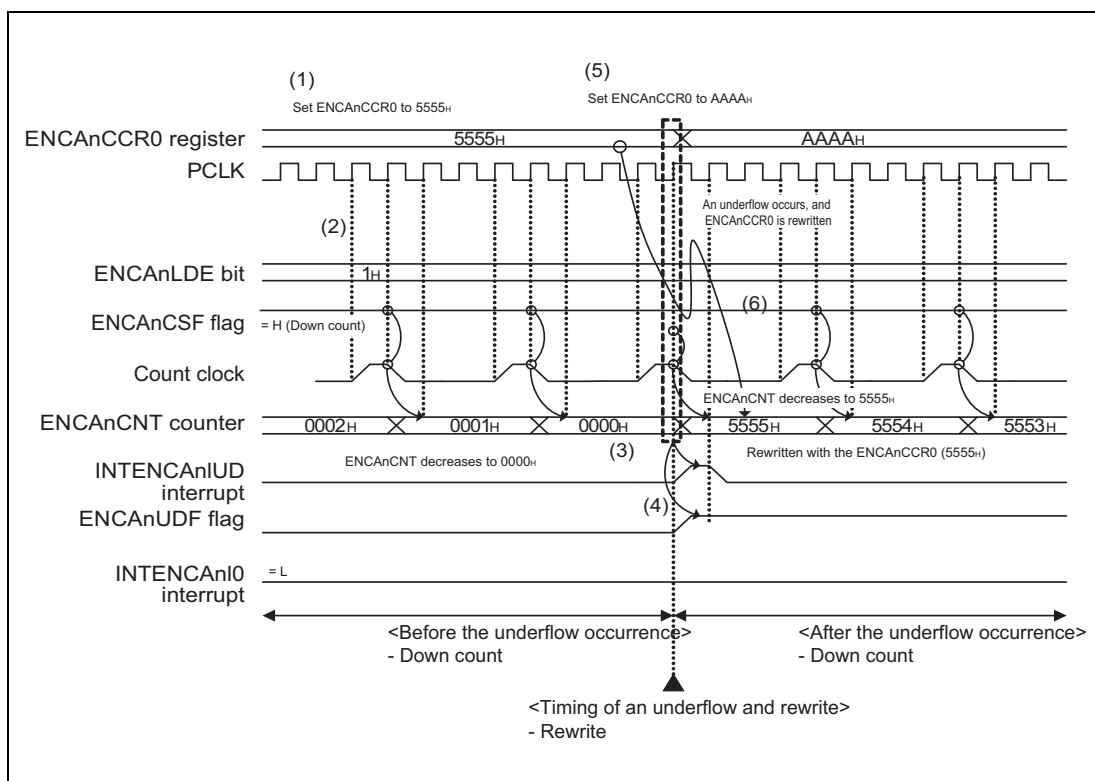 (1)
(5)
Set ENCAnCCR0 to 5555H
Set ENCAnCCR0 to AAAAH
ENCAnCCR0 register
5555H
AAAAH
PCLK
An underflow occurs, and
ENCAnCCR0 is rewritten
(2)
ENCAnLDE bit
1H
(6)
ENCAnCSF flag
= H (Down count)
Count clock
ENCAnCNT decreases to 5555H
ENCAnCNT counter
0002H
0001H
0000H
5555H
5554H
5553H
ENCAnCNT decreases to 0000H
(3)
Rewritten with the ENCAnCCR0 (5555H)
INTENCAnIUD
interrupt
(4)
ENCAnUDF flag
INTENCAnI0
interrupt
= L
<Before the underflow occurrence>
- Down count
<After the underflow occurrence>
- Down count
<Timing of an underflow and rewrite>
- Rewrite